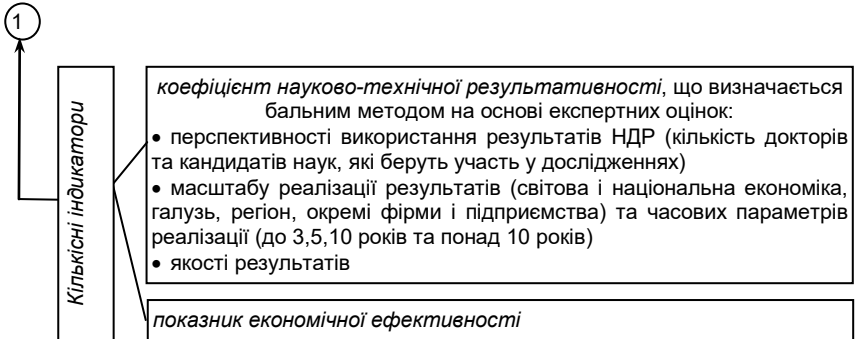 1
Кількісні індикатори
коефіцієнт науково-технічної результативності, що визначається
бальним методом на основі експертних оцінок:
• перспективності використання результатів НДР (кількість докторів
та кандидатів наук, які беруть участь у дослідженнях)
• масштабу реалізації результатів (світова і національна економіка,
галузь, регіон, окремі фірми і підприємства) та часових параметрів
реалізації (до 3,5,10 років та понад 10 років)
• якості результатів
показник економічної ефективності